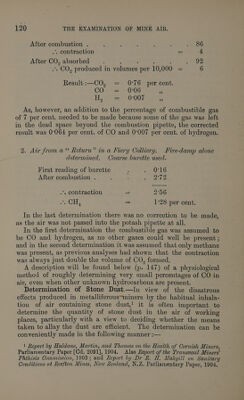 120 THE EXAMINATION OF MINE AIR.
After combustion . . . . . . 86
∴ contraction = 4
After CO₂ absorbed . . . . . 92
∴ CO₂ produced in volumes per 10,000 = 6
Result :—CO₂ = 0·76 per cent.
CO = 0·06 „
H₂ = 0·007 „
As, however, an addition to the percentage of combustible gas
of 7 per cent. needed to be made because some of the gas was left
in the dead space beyond the combustion pipette, the corrected
result was 0·064 per cent. of CO and 0·007 per cent. of hydrogen.
2. Air from a “ Return” in a Fiery Colliery. Fire-damp alone
determined. Coarse burette used.
First reading of burette . 0·16
After combustion . . . 2·72
∴ contraction = 2·56
∴ CH₄ = 1·28 per cent.
In the last determination there was no correction to be made,
as the air was not passed into the potash pipette at all.
In the first determination the combustible gas was assumed to
be CO and hydrogen, as no other gases could well be present;
and in the second determination it was assumed that only methane
was present, as previous analyses had shown that the contraction
was always just double the volume of CO₂ formed.
A description will be found below (p. 147) of a physiological
method of roughly determining very small percentages of CO in
air, even when other unknown hydrocarbons are present.
Determination of Stone Dust.—In view of the disastrous
effects produced in metalliferous miners by the habitual inhala-
tion of air containing stone dust,¹ it is often important to
determine the quantity of stone dust in the air of working
places, particularly with a view to deciding whether the means
taken to allay the dust are efficient. The determination can be
conveniently made in the following manner :—
¹ Report by Haldane, Martin, and Thomas on the Health of Cornish Miners,
Parliamentary Paper [Cd. 2091], 1904. Also Report of the Transvaal Miners'
Phthisis Commission, 1903; and Report by Dr R. H. Makgill on Sanitary
Conditions at Reefton Mines, New Zealand, N.Z. Parliamentary Paper, 1904.